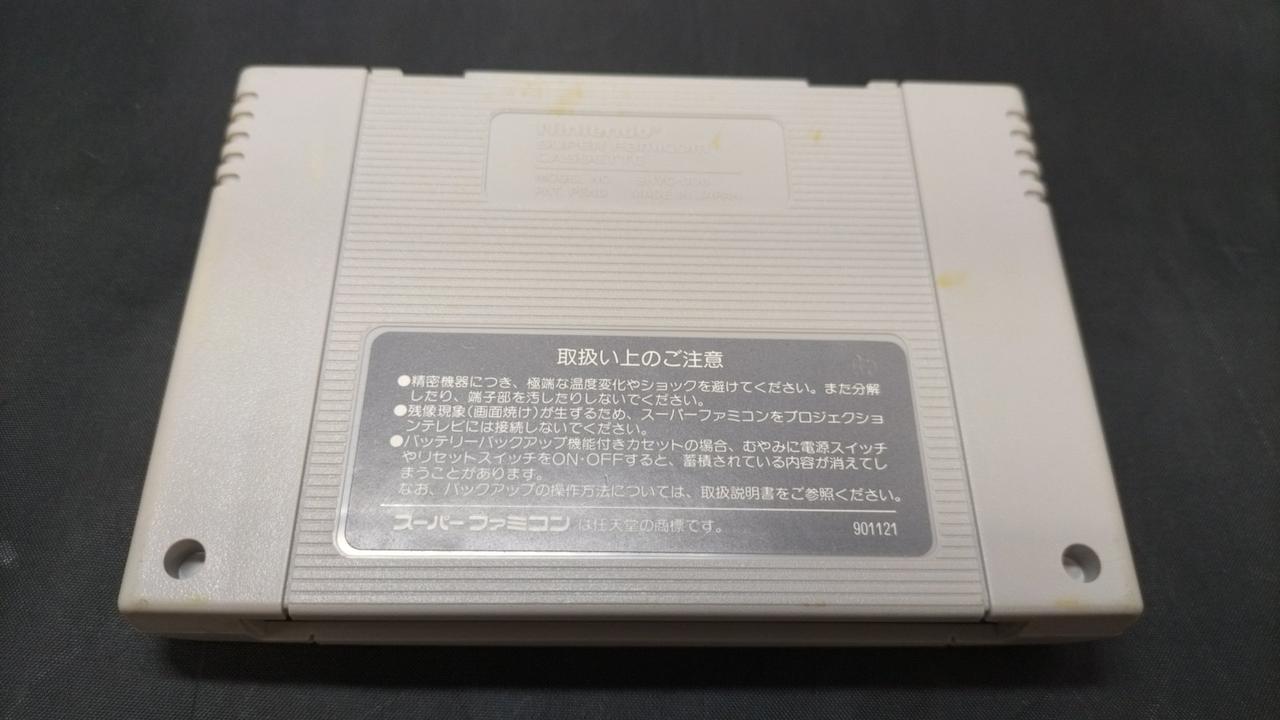 Nintendo®
SUPER FAMICOM
CASSETTE
MODEL NO.
PAT. PEND. MADE IN JAPAN
取扱い上のご注意
●精密機器につき、極端な温度変化やショックを避けてください。また分解
したり、端子部を汚したりしないでください。
●残像現象(画面焼け)が生ずるため、スーパーファミコンをプロジェクショ
ンテレビには接続しないでください。
●バッテリーバックアップ機能付きカセットの場合、むやみに電源スイッチ
やリセットスイッチをON・OFFすると、蓄積されている内容が消えてし
まうことがあります。
なお、バックアップの操作方法については、取扱説明書をご参照ください。
スーパーファミコン は任天堂の商標です。
901121